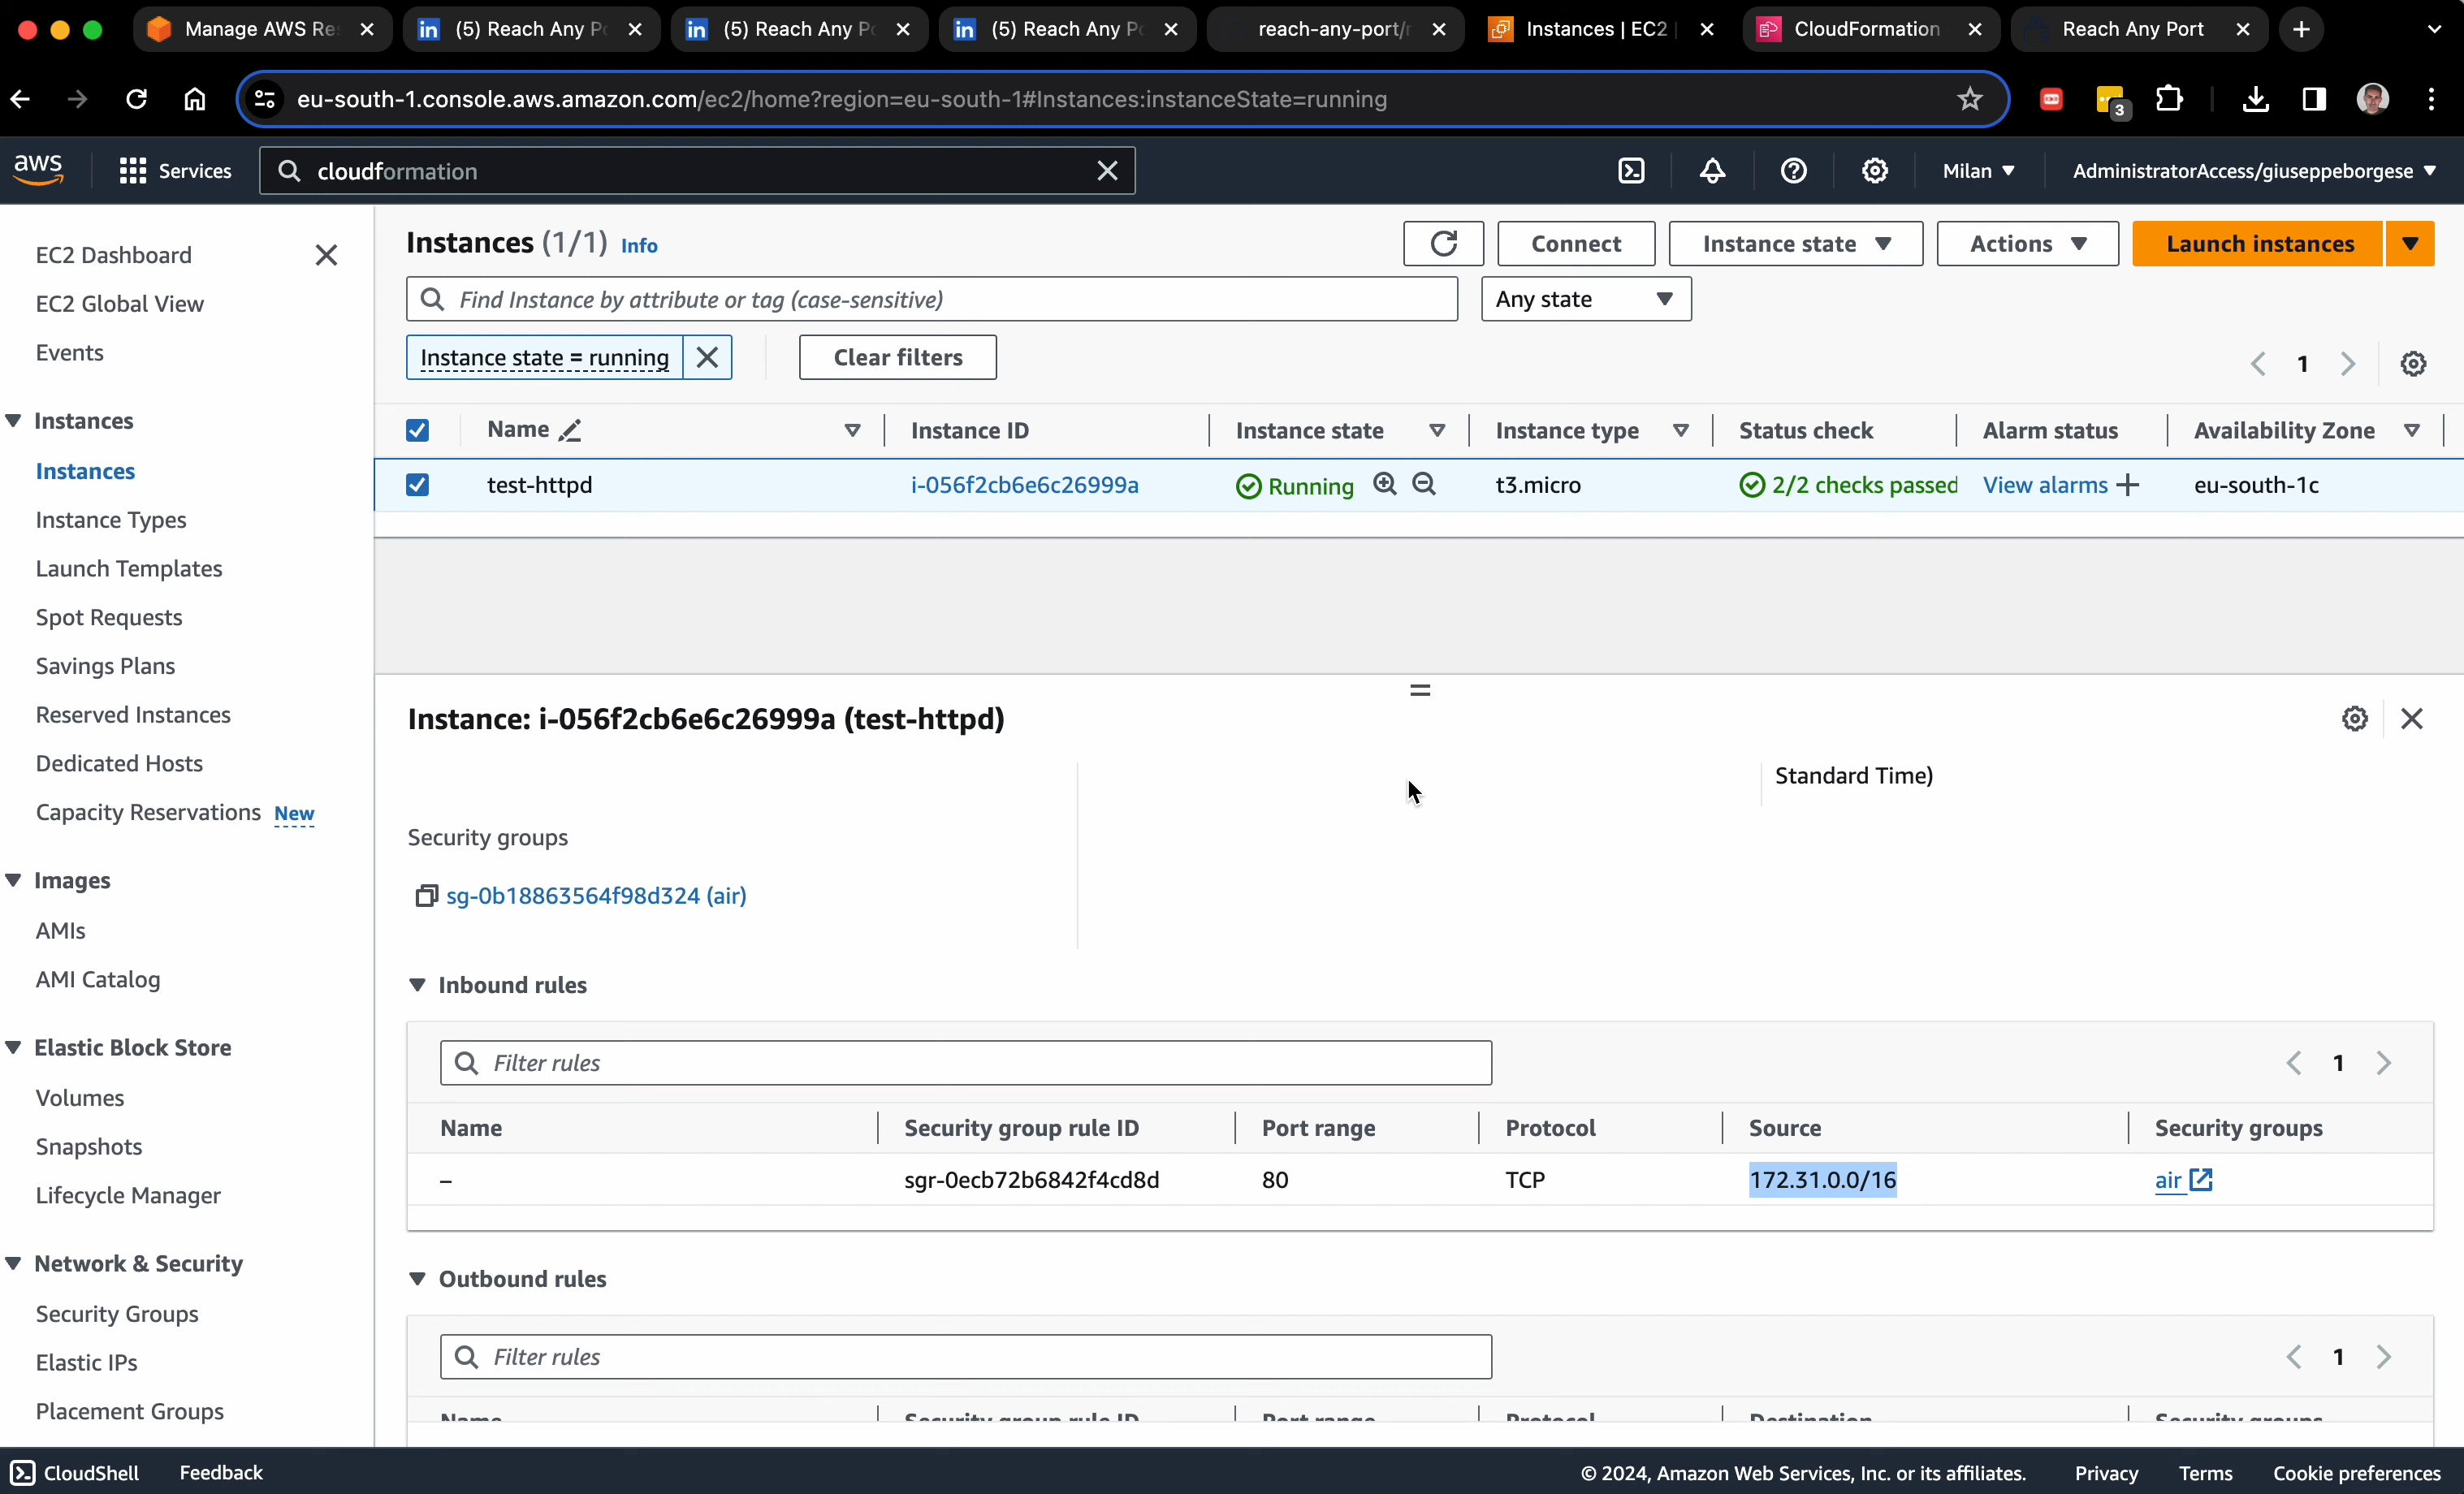 Manage AWS Re
(5) Reach Any Po
(5) Reach Any P
(5) Reach Any Po
reach-any-port/r
Instances | EC2
CloudFormation
Reach Any Port
eu-south-1.console.aws.amazon.com/ec2/home?region=eu-south-1#Instances:instanceState=running
3
aws
Services
cloudformation
Milan
AdministratorAccess/giuseppeborgese
EC2 Dashboard
EC2 Global View
Events
Instances
Instances
Instance Types
Launch Templates
Spot Requests
Savings Plans
Reserved Instances
Dedicated Hosts
Capacity Reservations New
Images
AMIs
AMI Catalog
Elastic Block Store
Volumes
Snapshots
Lifecycle Manager
Network & Security
Security Groups
Elastic IPs
Placement Groups
Instances (1/1) Info
Connect
Instance state
Actions
Launch instances
Find Instance by attribute or tag (case-sensitive)
Any state
Instance state = running
Clear filters
1
Name Instance ID Instance state Instance type Status check Alarm status Availability Zone
test-httpd i-056f2cb6e6c26999a Running t3.micro 2/2 checks passed View alarms eu-south-1c
Instance: i-056f2cb6e6c26999a (test-httpd)
Standard Time)
Security groups
sg-0b18863564f98d324 (air)
Inbound rules
Filter rules
1
Name Security group rule ID Port range Protocol Source Security groups
– sgr-0ecb72b6842f4cd8d 80 TCP 172.31.0.0/16 air
Outbound rules
Filter rules
1
Name Security group rule ID Port range Protocol Destination Security groups
CloudShell
Feedback
© 2024, Amazon Web Services, Inc. or its affiliates.
Privacy
Terms
Cookie preferences